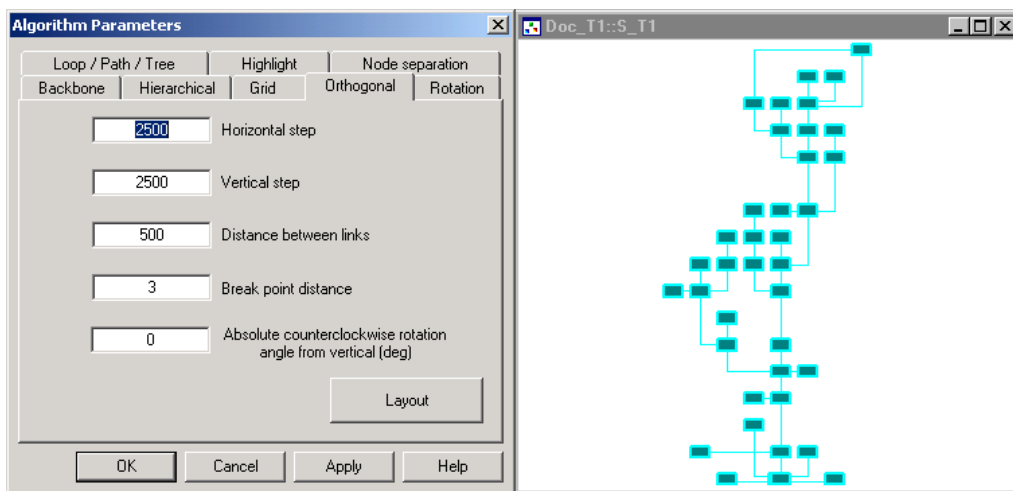 Algorithm Parameters
Loop / Path / Tree Highlight Node separation
Backbone Hierarchical Grid Orthogonal Rotation
2500 Horizontal step
2500 Vertical step
500 Distance between links
3 Break point distance
0 Absolute counterclockwise rotation
angle from vertical (deg)
Layout
OK Cancel Apply Help
Doc_T1::S_T1